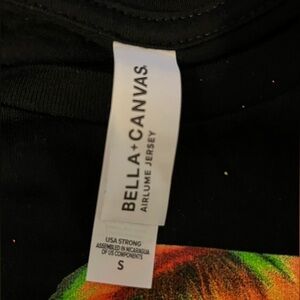 BELLA+CANVAS®
AIRLUME JERSEY
USA STRONG
ASSEMBLED IN NICARAGUA
OF US COMPONENTS
S